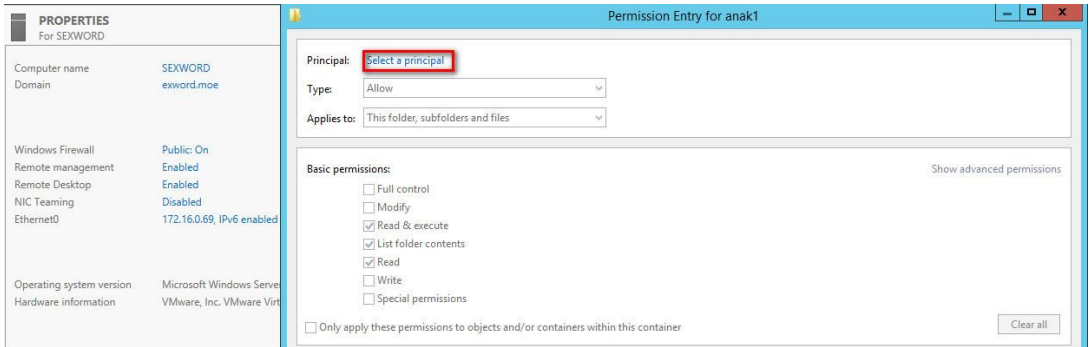 PROPERTIES
For SEXWORD
Computer name SEXWORD
Domain exword.moe
Windows Firewall Public: On
Remote management Enabled
Remote Desktop Enabled
NIC Teaming Disabled
Ethernet0 172.16.0.69, IPv6 enabled
Operating system version Microsoft Windows Serve
Hardware information VMware, Inc. VMware Virt
Permission Entry for anak1
Principal: Select a principal
Type: Allow
Applies to: This folder, subfolders and files
Basic permissions: Show advanced permissions
Full control
Modify
Read & execute
List folder contents
Read
Write
Special permissions
Only apply these permissions to objects and/or containers within this container
Clear all